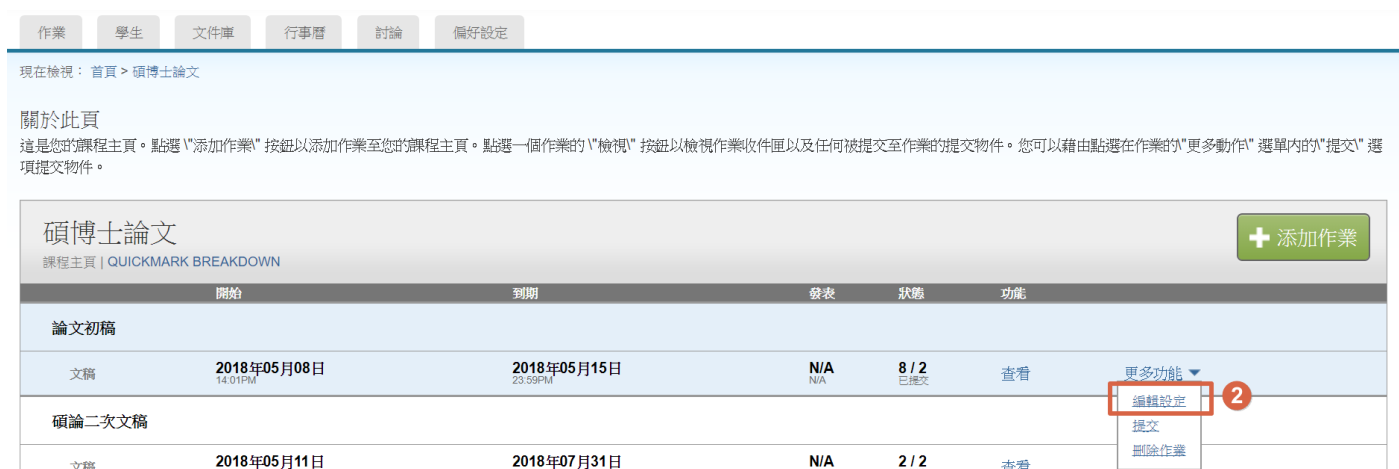 作業 學生 文件庫 行事曆 討論 偏好設定
現在檢視： 首頁 > 碩博士論文
關於此頁
這是您的課程主頁。點選 \"添加作業\" 按鈕以添加作業至您的課程主頁。點選一個作業的 \"檢視\" 按鈕以檢視作業收件匣以及任何被提交至作業的提交物件。您可以藉由點選在作業的\"更多動作\" 選單內的\"提交\" 選
項提交物件。
碩博士論文
添加作業
課程主頁 | QUICKMARK BREAKDOWN
開始 到期 發表 狀態 功能
論文初稿
文稿 2018年05月08日 2018年05月15日 N/A 8 / 2 查看 更多功能
14:01PM 23:59PM N/A 已提交
編輯設定 2
碩論二次文稿
提交
刪除作業
文稿 2018年05月11日 2018年07月31日 N/A 2 / 2 查看